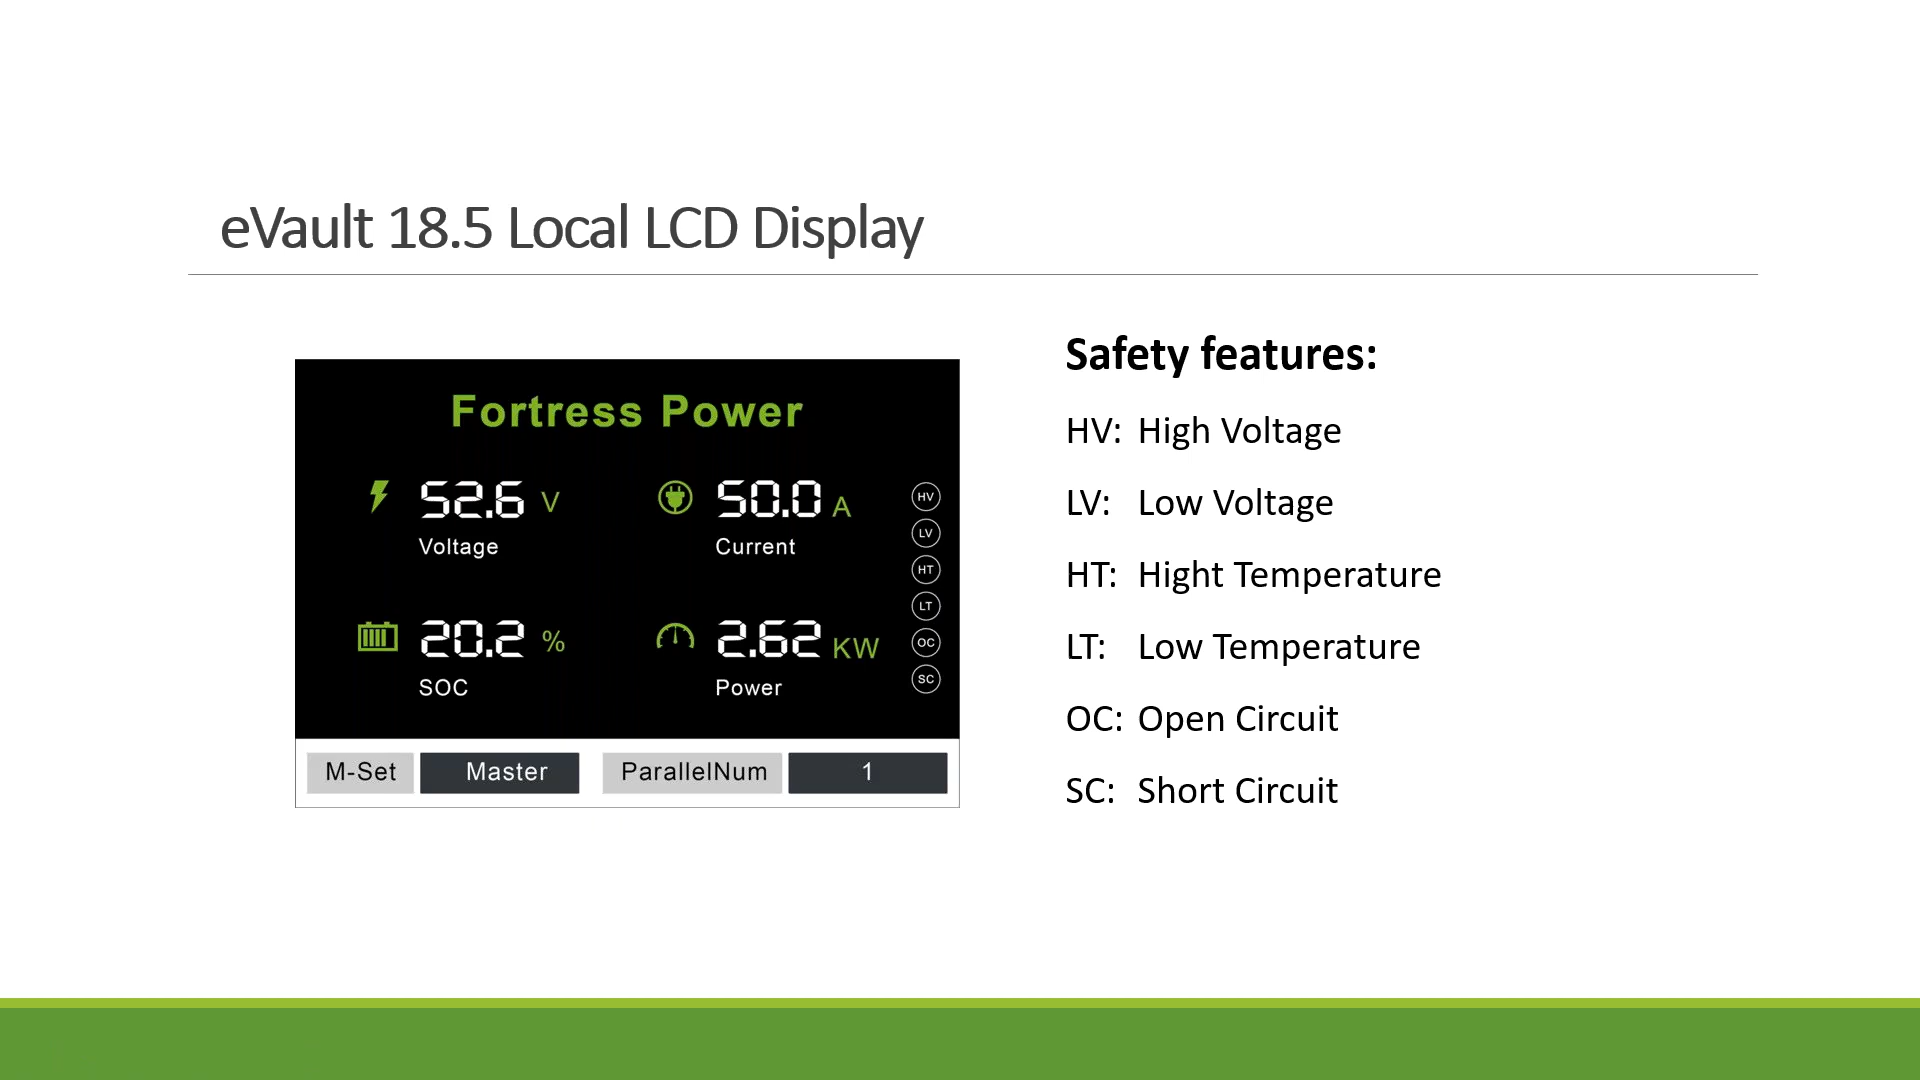 eVault 18.5 Local LCD Display
Fortress Power
52.6 V
Voltage
50.0 A
Current
20.2 %
SOC
2.62 KW
Power
HV
LV
HT
LT
OC
SC
M-Set Master ParallelNum 1
Safety features:
HV: High Voltage
LV: Low Voltage
HT: Hight Temperature
LT: Low Temperature
OC: Open Circuit
SC: Short Circuit